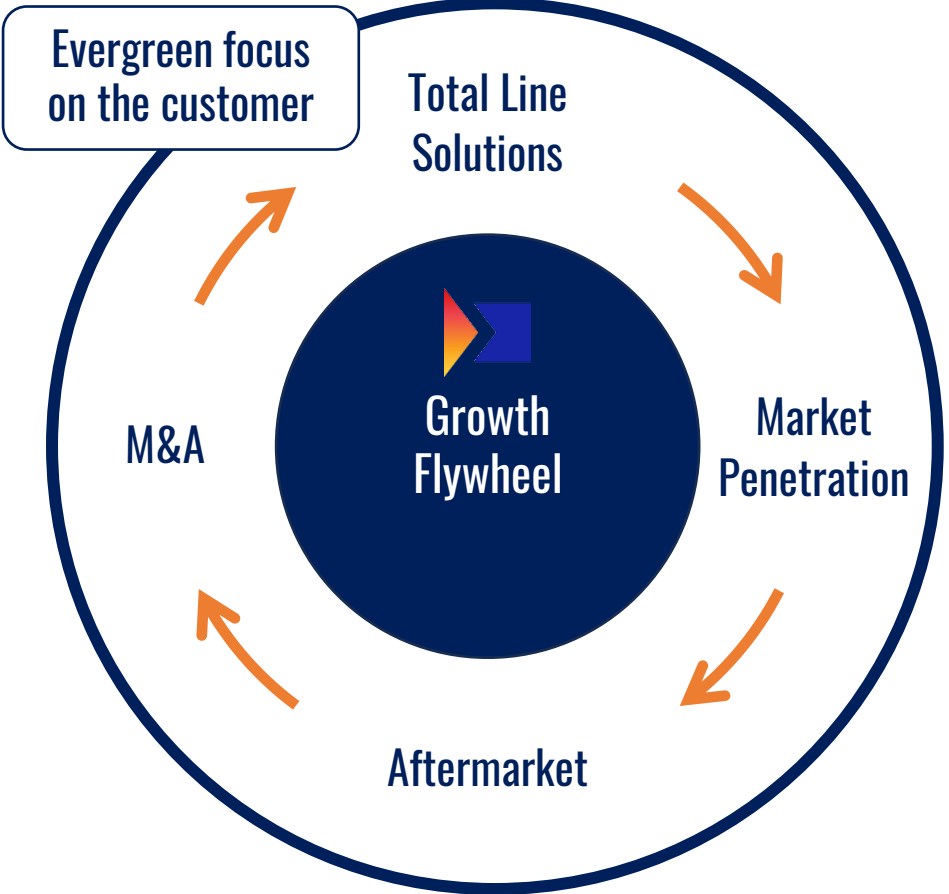 Evergreen focus
on the customer
Total Line
Solutions
Market
Penetration
Aftermarket
M&A
Growth
Flywheel